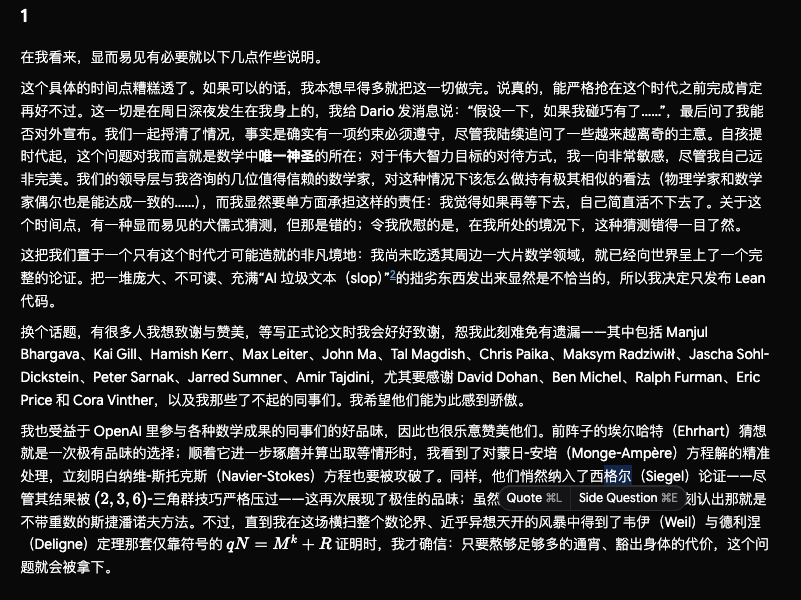 1
在我看来，显而易见有必要就以下几点作些说明。
这个具体的时间点糟糕透了。如果可以的话，我本想早得多就把这一切做完。说真的，能严格抢在这个时代之前完成肯定
再好不过。这一切是在周日深夜发生在我身上的，我给 Dario 发消息说：“假设一下，如果我碰巧有了……”，最后问了我能
否对外宣布。我们一起捋清了情况，事实是确实有一项约束必须遵守，尽管我陆续追问了一些越来越离奇的主意。自孩提
时代起，这个问题对我而言就是数学中唯一神圣的所在；对于伟大智力目标的对待方式，我一向非常敏感，尽管我自己远
非完美。我们的领导层与我咨询的几位值得信赖的数学家，对这种情况下该怎么做持有极其相似的看法（物理学家和数学
家偶尔也是能达成一致的……），而我显然要单方面承担这样的责任：我觉得如果再等下去，自己简直活不下去了。关于这
个时间点，有一种显而易见的犬儒式猜测，但那是错的；令我欣慰的是，在我所处的境况下，这种猜测错得一目了然。
这把我们置于一个只有这个时代才可能造就的非凡境地：我尚未吃透其周边一大片数学领域，就已经向世界呈上了一个完
整的论证。把一堆庞大、不可读、充满“AI 垃圾文本（slop）”2的拙劣东西发出来显然是不恰当的，所以我决定只发布 Lean
代码。
换个话题，有很多人我想致谢与赞美，等写正式论文时我会好好致谢，恕我此刻难免有遗漏——其中包括 Manjul
Bhargava、Kai Gill、Hamish Kerr、Max Leiter、John Ma、Tal Magdish、Chris Paika、Maksym Radziwiłł、Jascha Sohl-
Dickstein、Peter Sarnak、Jarred Sumner、Amir Tajdini，尤其要感谢 David Dohan、Ben Michel、Ralph Furman、Eric
Price 和 Cora Vinther，以及我那些了不起的同事们。我希望他们能为此感到骄傲。
我也受益于 OpenAI 里参与各种数学成果的同事们的好品味，因此也很乐意赞美他们。前阵子的埃尔哈特（Ehrhart）猜想
就是一次极有品味的选择；顺着它进一步琢磨并算出取等情形时，我看到了对蒙日-安培（Monge-Ampère）方程解的精准
处理，立刻明白纳维-斯托克斯（Navier-Stokes）方程也要被攻破了。同样，他们悄然纳入了西格尔（Siegel）论证——尽
管其结果被 (2, 3, 6)-三角群技巧严格压过——这再次展现了极佳的品味；虽然 Quote ⌘L Side Question ⌘E 刻认出那就是
不带重数的斯捷潘诺夫方法。不过，直到我在这场横扫整个数论界、近乎异想天开的风暴中得到了韦伊（Weil）与德利涅
（Deligne）定理那套仅靠符号的 qN = M^k + R 证明时，我才确信：只要熬够足够多的通宵、豁出身体的代价，这个问
题就会被拿下。